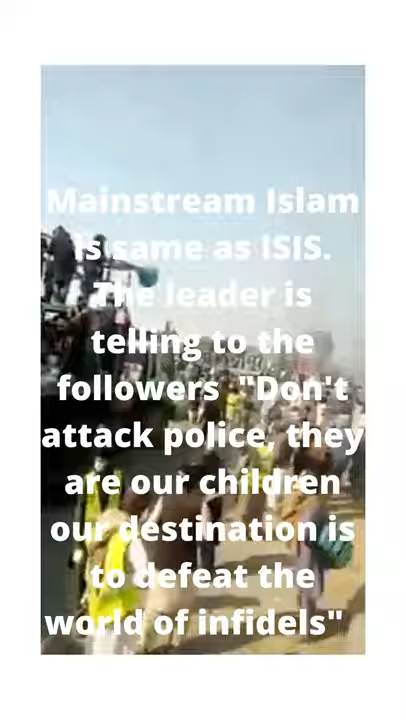 Mainstream Islam
is same as ISIS.
The leader is
telling to the
followers "Don't
attack police, they
are our children
our destination is
to defeat the
world of infidels"